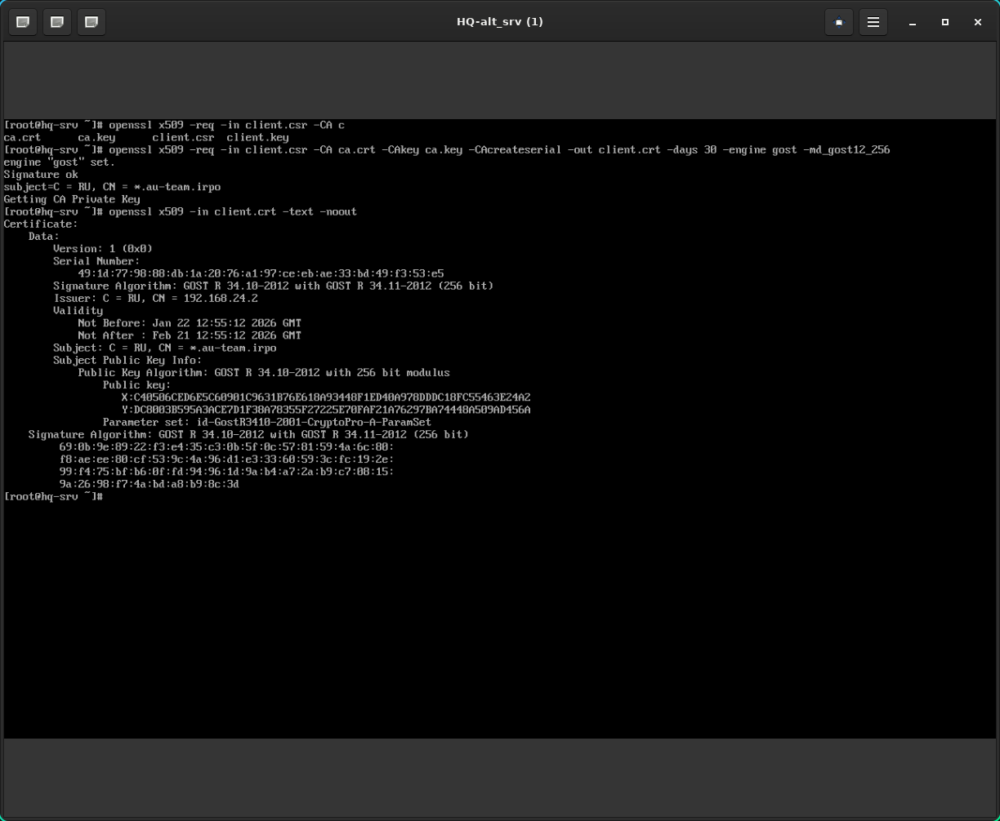 HQ-alt_srv (1)
[root@hq-srv ~]# openssl x509 -req -in client.csr -CA c
ca.crt      ca.key      client.csr  client.key
[root@hq-srv ~]# openssl x509 -req -in client.csr -CA ca.crt -CAkey ca.key -CAcreateserial -out client.crt -days 30 -engine gost -md_gost12_256
engine "gost" set.
Signature ok
subject=C = RU, CN = *.au-team.irpo
Getting CA Private Key
[root@hq-srv ~]# openssl x509 -in client.crt -text -noout
Certificate:
    Data:
        Version: 1 (0x0)
        Serial Number:
            49:1d:77:98:88:db:1a:20:76:a1:97:ce:eb:ae:33:bd:49:f3:53:e5
        Signature Algorithm: GOST R 34.10-2012 with GOST R 34.11-2012 (256 bit)
        Issuer: C = RU, CN = 192.168.24.2
        Validity
            Not Before: Jan 22 12:55:12 2026 GMT
            Not After : Feb 21 12:55:12 2026 GMT
        Subject: C = RU, CN = *.au-team.irpo
        Subject Public Key Info:
            Public Key Algorithm: GOST R 34.10-2012 with 256 bit modulus
                Public key:
                   X:C40506CED6E5C60901C9631B76E618A93448F1ED40A978DDDC18FC55463E24A2
                   Y:DC8003B595A3ACE7D1F38A78355F27225E70FAF21A76297BA74448A509AD456A
                Parameter set: id-GostR3410-2001-CryptoPro-A-ParamSet
    Signature Algorithm: GOST R 34.10-2012 with GOST R 34.11-2012 (256 bit)
         69:0b:9e:89:22:f3:e4:35:c3:0b:5f:0c:57:81:59:4a:6c:80:
         f8:ae:ee:80:cf:53:9c:4a:96:d1:e3:33:60:59:3c:fc:19:2e:
         99:f4:75:bf:b6:0f:fd:94:96:1d:9a:b4:a7:2a:b9:c7:08:15:
         9a:26:98:f7:4a:bd:a8:b9:8c:3d
[root@hq-srv ~]#